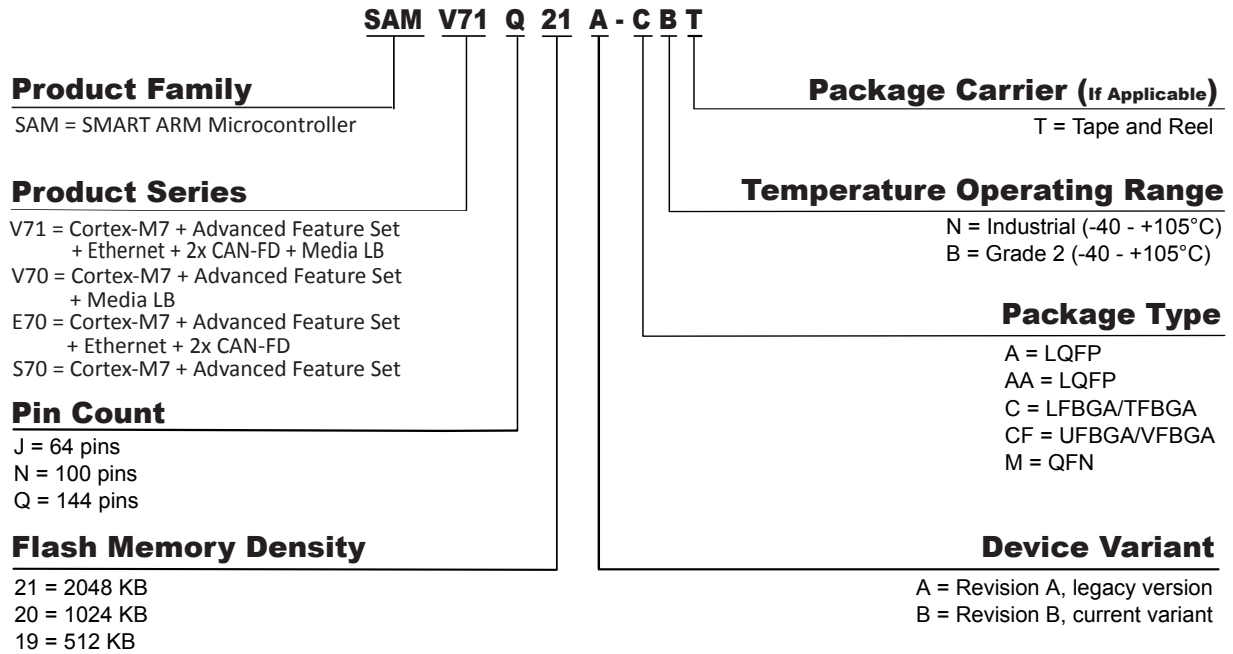 SAM V71 Q 21 A - C B T
Product Family
SAM = SMART ARM Microcontroller
Product Series
V71 = Cortex-M7 + Advanced Feature Set
+ Ethernet + 2x CAN-FD + Media LB
V70 = Cortex-M7 + Advanced Feature Set
+ Media LB
E70 = Cortex-M7 + Advanced Feature Set
+ Ethernet + 2x CAN-FD
S70 = Cortex-M7 + Advanced Feature Set
Pin Count
J = 64 pins
N = 100 pins
Q = 144 pins
Flash Memory Density
21 = 2048 KB
20 = 1024 KB
19 = 512 KB
Package Carrier (If Applicable)
T = Tape and Reel
Temperature Operating Range
N = Industrial (-40 - +105°C)
B = Grade 2 (-40 - +105°C)
Package Type
A = LQFP
AA = LQFP
C = LFBGA/TFBGA
CF = UFBGA/VFBGA
M = QFN
Device Variant
A = Revision A, legacy version
B = Revision B, current variant